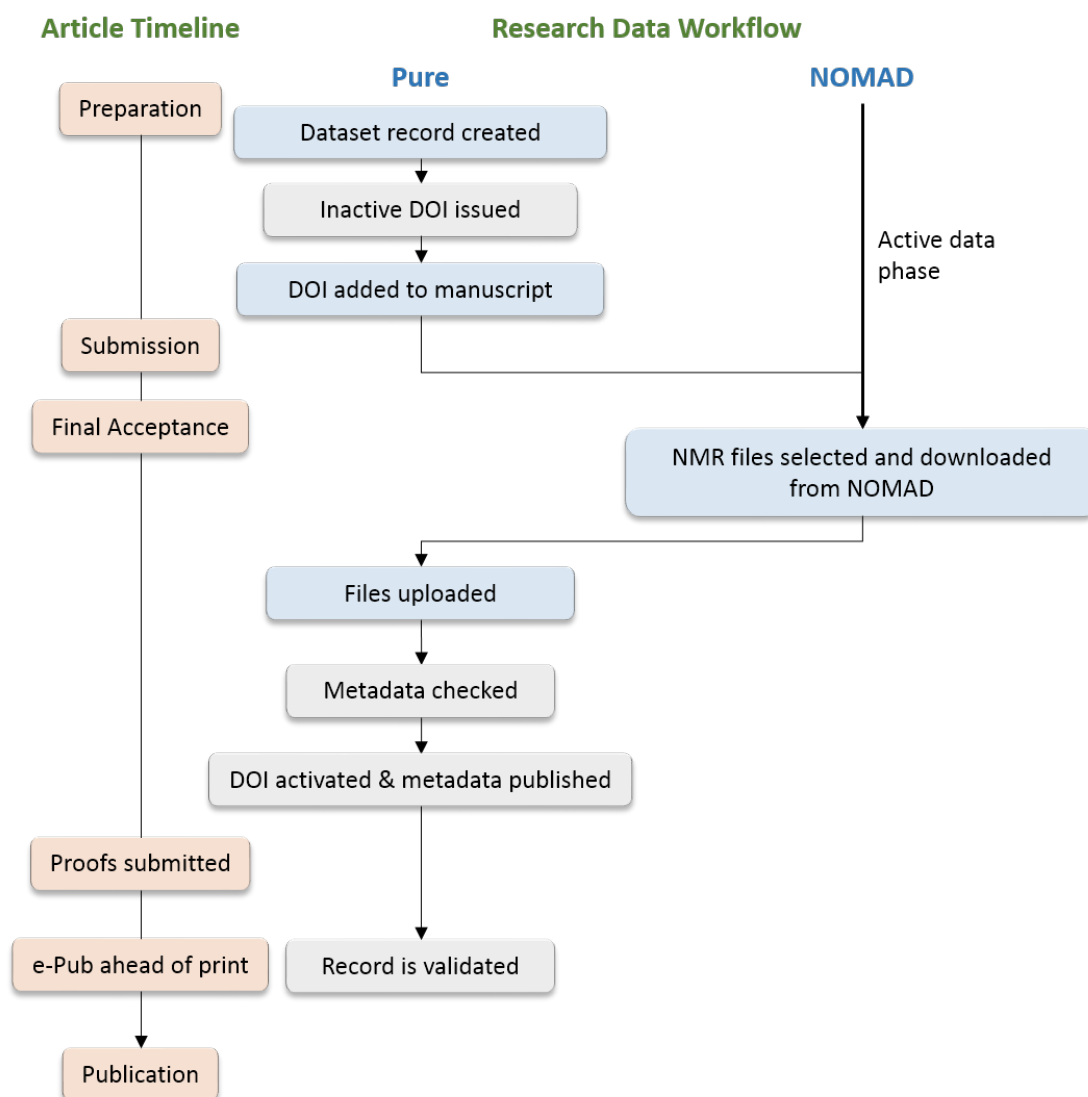 Article Timeline
Research Data Workflow
Pure
NOMAD
Preparation
Dataset record created
Inactive DOI issued
DOI added to manuscript
Active data
phase
Submission
Final Acceptance
NMR files selected and downloaded
from NOMAD
Files uploaded
Metadata checked
DOI activated & metadata published
Proofs submitted
e-Pub ahead of print
Record is validated
Publication